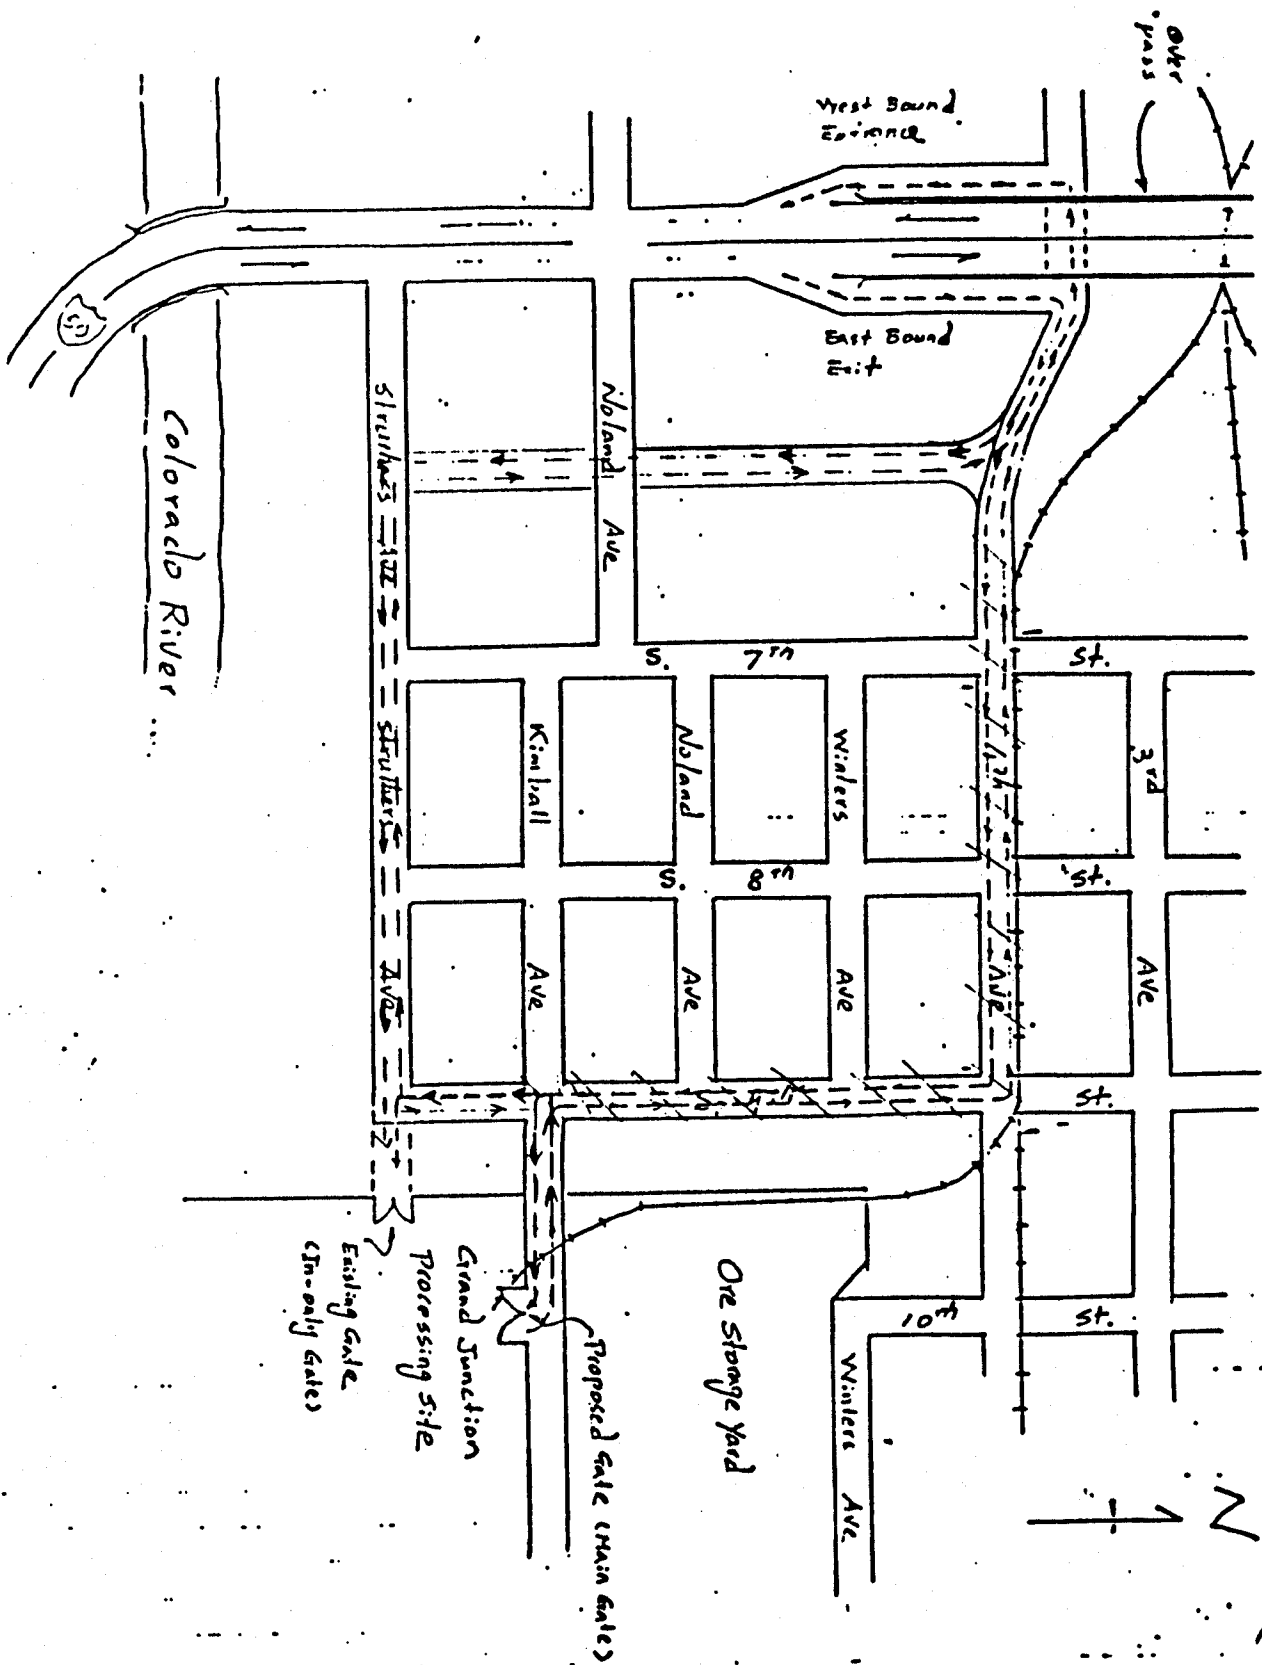 Over
pass
West Bound
Entrance
East Bound
Exit
N
3rd
Ave
4th
Ave
St.
St.
St.
St.
S. 7th
S. 8th
10th
Winters
Ave
Winters Ave
Noland Ave
Noland
Ave
Kimball
Ave
Struthers
Struthers
Ave
Ore Storage Yard
Proposed Gate (Main Gate)
Grand Junction
Processing Site
Existing Gate
(In-only Gate)
Colorado River